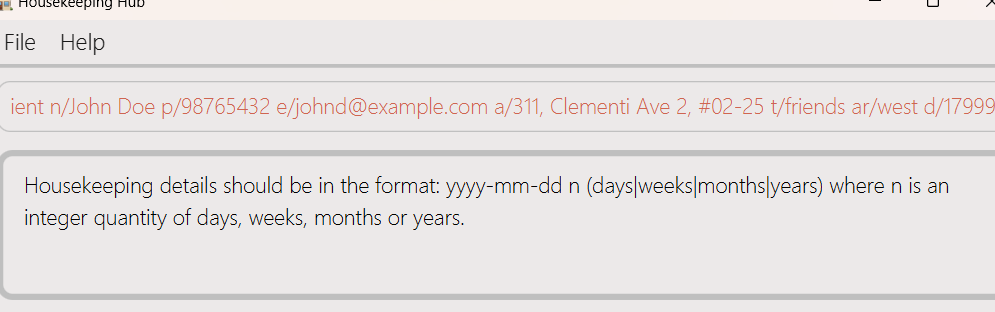 Housekeeping Hub
File Help
ient n/John Doe p/98765432 e/johnd@example.com a/311, Clementi Ave 2, #02-25 t/friends ar/west d/17999
Housekeeping details should be in the format: yyyy-mm-dd n (days|weeks|months|years) where n is an
integer quantity of days, weeks, months or years.